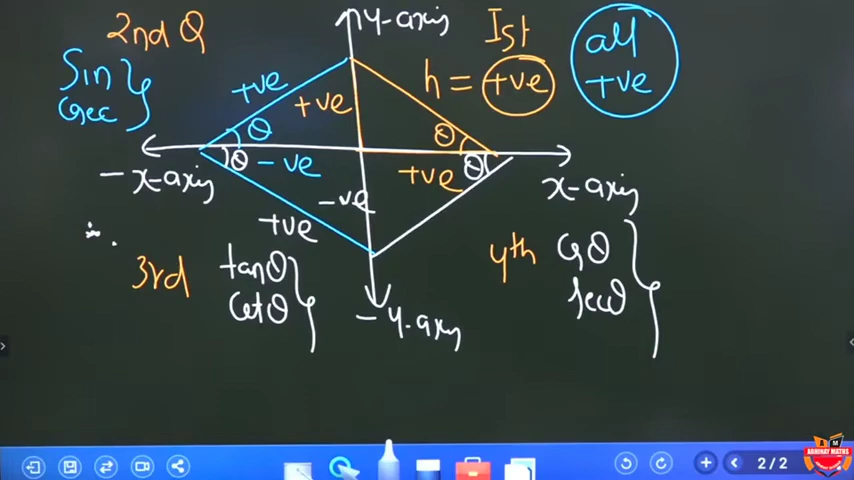 2nd Q
y-axis
Ist
all
+ve
h = +ve
Sin
Cosec
+ve
+ve
θ
θ
θ
- ve
+ve
θ
- x-axis
x-axis
-ve
+ve
3rd
tanθ
Cotθ
4th
Cosθ
Secθ
- y-axis
2/2
ABHINAY MATHS